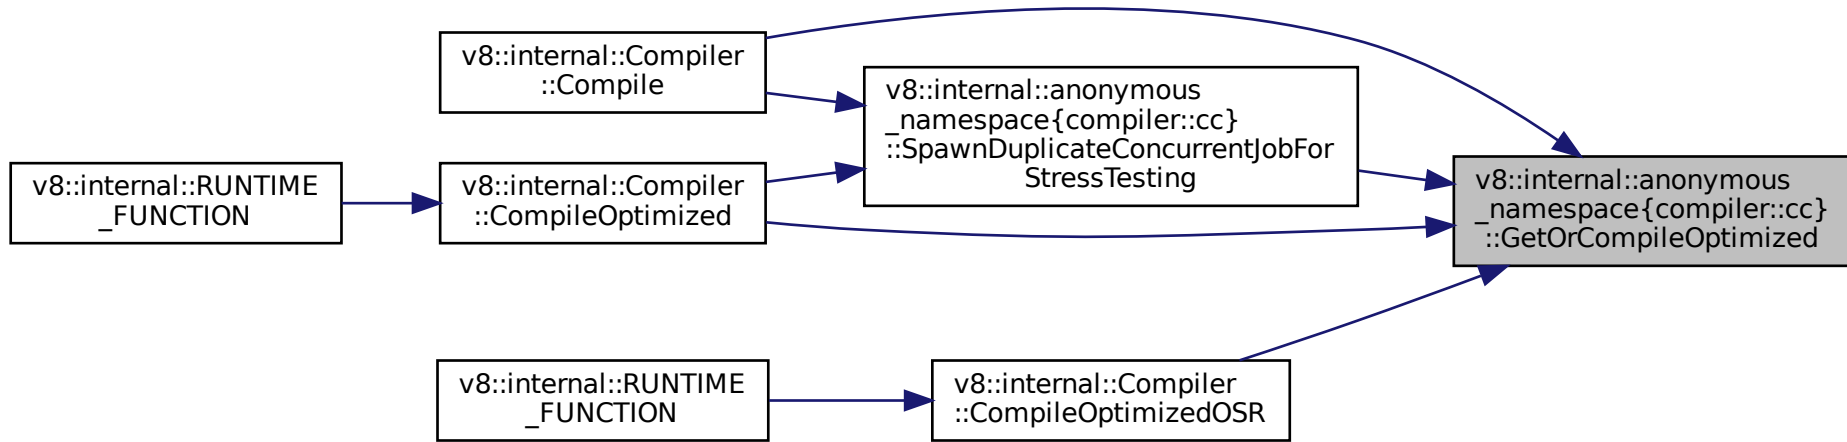 v8::internal::Compiler
::Compile
v8::internal::anonymous
_namespace{compiler::cc}
::SpawnDuplicateConcurrentJobFor
StressTesting
v8::internal::RUNTIME
_FUNCTION
v8::internal::Compiler
::CompileOptimized
v8::internal::anonymous
_namespace{compiler::cc}
::GetOrCompileOptimized
v8::internal::RUNTIME
_FUNCTION
v8::internal::Compiler
::CompileOptimizedOSR